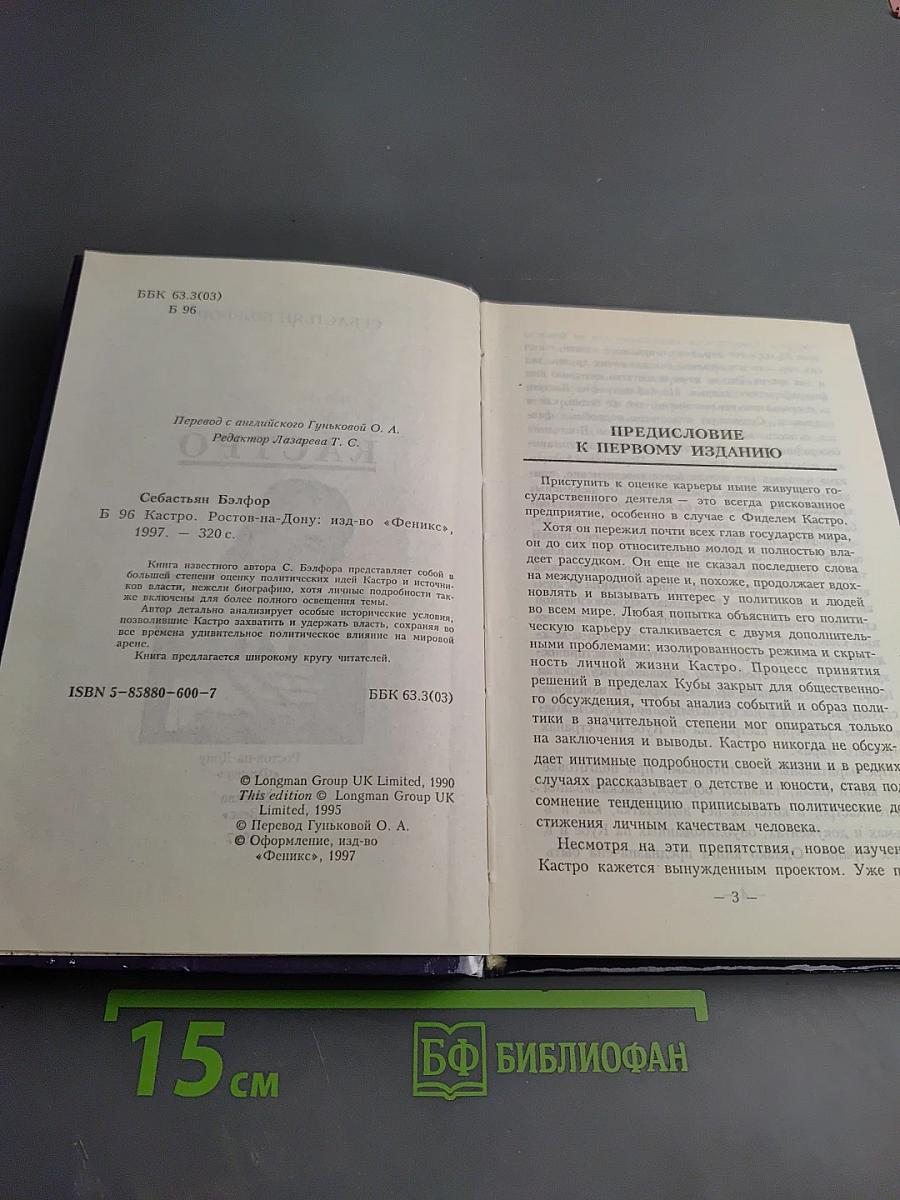 ББК 63.3(03)
Б 96
Перевод с английского Гуньковой О. А.
Редактор Лазарева Т. С.
Себастьян Бэлфор
Б 96 Кастро. Ростов-на-Дону: изд-во «Феникс»,
1997. — 320 с.
Книга известного автора С. Бэлфора представляет собой в
большей степени оценку политических идей Кастро и источни-
ков власти, нежели биографию, хотя личные подробности так-
же включены для более полного освещения темы.
Автор детально анализирует особые исторические условия,
позволившие Кастро захватить и удержать власть, сохраняя во
все времена удивительное политическое влияние на мировой
арене.
Книга предлагается широкому кругу читателей.
ISBN 5–85880–600–7
ББК 63.3(03)
© Longman Group UK Limited, 1990
This edition © Longman Group UK
Limited, 1995
© Перевод Гуньковой О. А.
© Оформление, изд-во
«Феникс», 1997
ПРЕДИСЛОВИЕ
К ПЕРВОМУ ИЗДАНИЮ
Приступить к оценке карьеры ныне живущего го-
сударственного деятеля — это всегда рискованное
предприятие, особенно в случае с Фиделем Кастро.
Хотя он пережил почти всех глав государств мира,
он до сих пор относительно молод и полностью вла-
деет рассудком. Он еще не сказал последнего слова
на международной арене и, похоже, продолжает вдох-
новлять и вызывать интерес у политиков и людей
во всем мире. Любая попытка объяснить его полити-
ческую карьеру сталкивается с двумя дополнитель-
ными проблемами: изолированность режима и скрыт-
ность личной жизни Кастро. Процесс принятия
решений в пределах Кубы закрыт для общественно-
го обсуждения, чтобы анализ событий и образ поли-
тики в значительной степени мог опираться только
на заключения и выводы. Кастро никогда не обсуж-
дает интимные подробности своей жизни и в редких
случаях рассказывает о детстве и юности, ставя под
сомнение тенденцию приписывать политические до
стижения личным качествам человека.
Несмотря на эти препятствия, новое изучен
Кастро кажется вынужденным проектом. Уже п
— 3 —
15 см
БФ БИБЛИОФАН